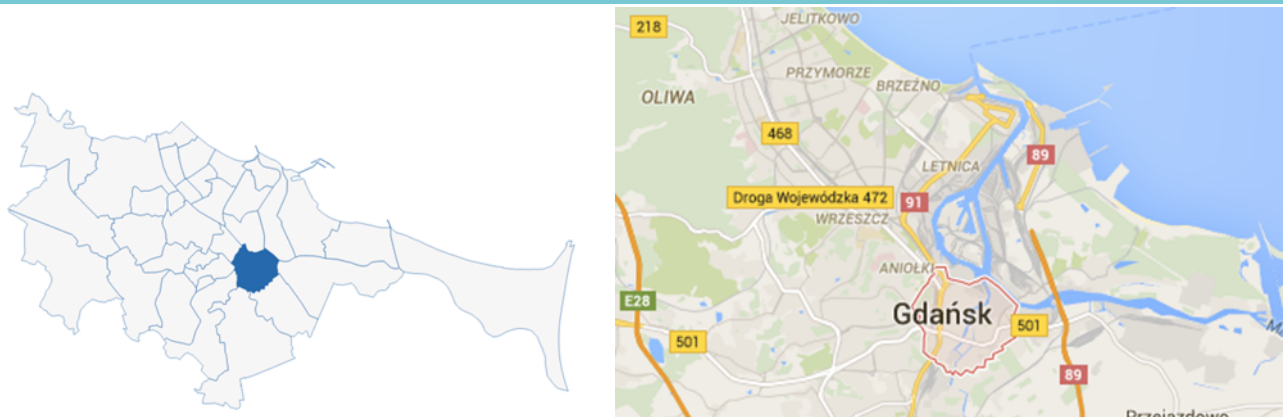 JELITKOWO
218
PRZYMORZE
BRZEŹNO
OLIWA
468
LETNICA
89
Droga Wojewódzka 472
91
WRZESZCZ
ANIOŁKI
E28
Gdańsk
501
501
89